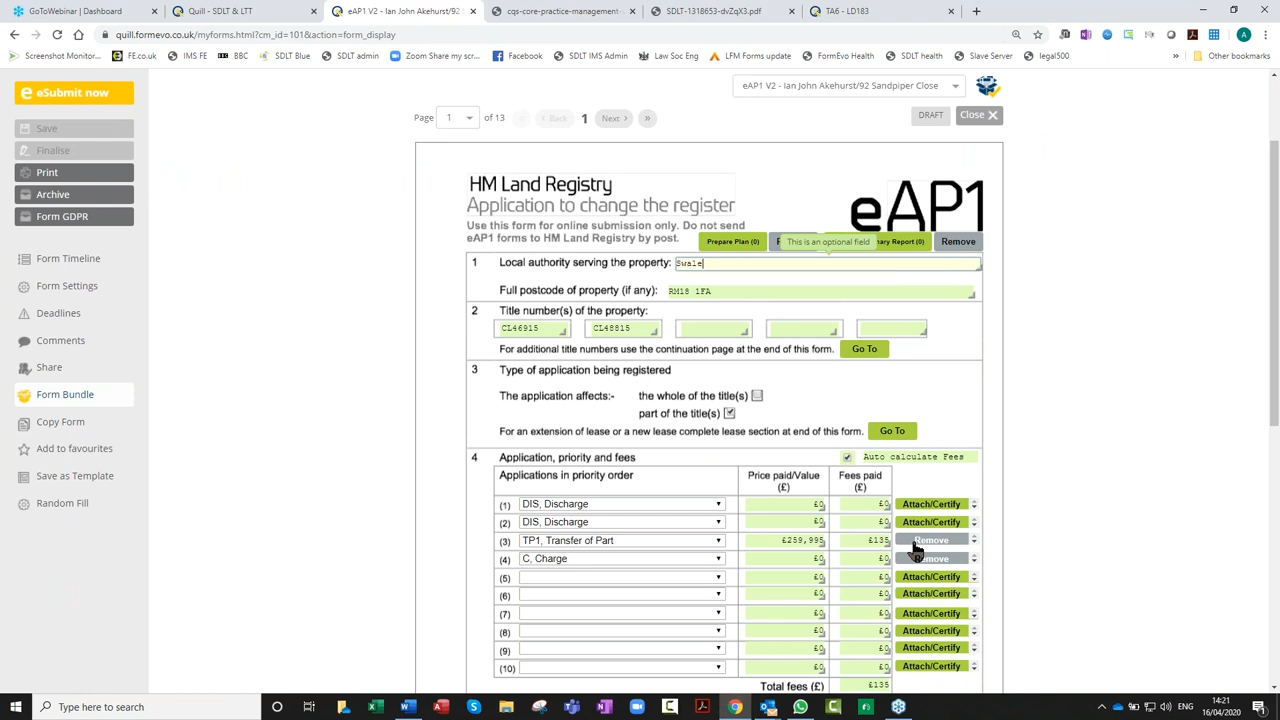 GoToWebinar | Dashboard
Quill - SDLT & LTT
eAP1 V2 - Ian John Akehurst/92
cqs-core-practice-management
SDLT-1318653-dvZqX3.pdf
TA6 - LD183
quill.formevo.co.uk/myforms.html?cm_id=101&action=form_display
A
Screenshot Monitor...
FE.co.uk
IMS FE
BBC
SDLT Blue
SDLT admin
Zoom Share my scr...
Facebook
SDLT IMS Admin
Law Soc Eng
LFM Forms update
FormEvo Health
SDLT health
Slave Server
legal500
»
Other bookmarks
eSubmit now
Save
Finalise
Print
Archive
Form GDPR
Form Timeline
Form Settings
Deadlines
Comments
Share
Form Bundle
Copy Form
Add to favourites
Save as Template
Random Fill
eAP1 V2 - Ian John Akehurst/92 Sandpiper Close
Page 1 of 13 « ‹ Back 1 Next › »
DRAFT
Close X
HM Land Registry
Application to change the register
eAP1
Use this form for online submission only. Do not send
eAP1 forms to HM Land Registry by post.
Prepare Plan (0)
This is an optional field
nary Report (0)
Remove
1 Local authority serving the property: Swale
Full postcode of property (if any): RM18 1FA
2 Title number(s) of the property:
CL46915 CL48815
For additional title numbers use the continuation page at the end of this form. Go To
3 Type of application being registered
The application affects:- the whole of the title(s)
part of the title(s)
For an extension of lease or a new lease complete lease section at end of this form. Go To
4 Application, priority and fees Auto calculate Fees
Applications in priority order Price paid/Value (£) Fees paid (£)
(1) DIS, Discharge £0 £0 Attach/Certify
(2) DIS, Discharge £0 £0 Attach/Certify
(3) TP1, Transfer of Part £259,995 £135 Remove
(4) C, Charge £0 £0 Remove
(5) £0 £0 Attach/Certify
(6) £0 £0 Attach/Certify
(7) £0 £0 Attach/Certify
(8) £0 £0 Attach/Certify
(9) £0 £0 Attach/Certify
(10) £0 £0 Attach/Certify
Total fees (£) £135
Type here to search
14:21
16/04/2020